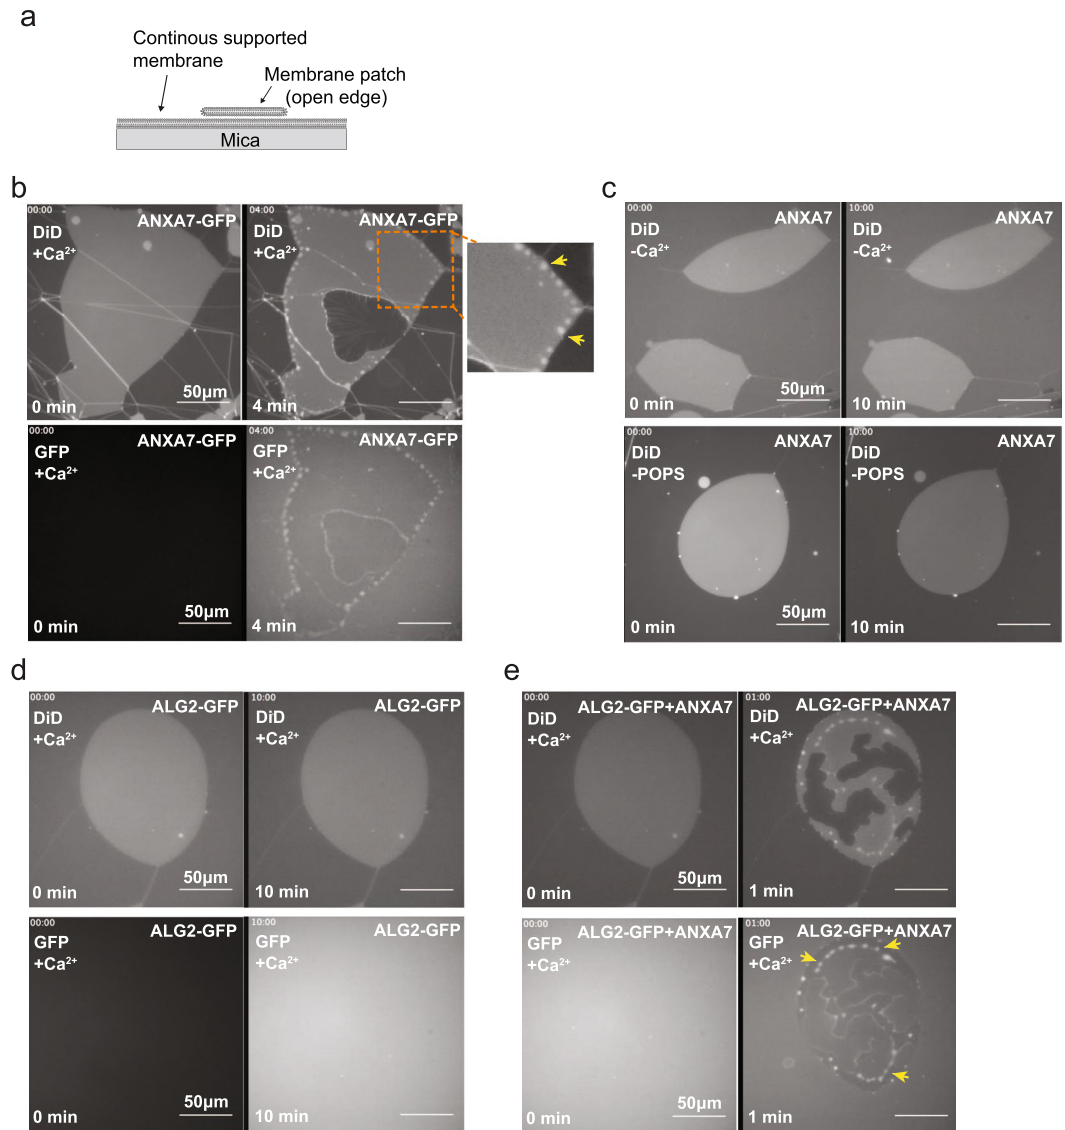 a
Continous supported
membrane
Membrane patch
(open edge)
Mica
b
00:00
ANXA7-GFP
DiD
+Ca²⁺
50µm
0 min
04:00
ANXA7-GFP
DiD
+Ca²⁺
4 min
00:00
ANXA7-GFP
GFP
+Ca²⁺
50µm
0 min
04:00
ANXA7-GFP
GFP
+Ca²⁺
4 min
c
00:00
ANXA7
DiD
-Ca²⁺
50µm
0 min
10:00
ANXA7
DiD
-Ca²⁺
10 min
00:00
ANXA7
DiD
-POPS
50µm
0 min
10:00
ANXA7
DiD
-POPS
10 min
d
00:00
ALG2-GFP
DiD
+Ca²⁺
50µm
0 min
10:00
ALG2-GFP
DiD
+Ca²⁺
10 min
00:00
ALG2-GFP
GFP
+Ca²⁺
50µm
0 min
10:00
ALG2-GFP
GFP
+Ca²⁺
10 min
e
00:00
ALG2-GFP+ANXA7
DiD
+Ca²⁺
50µm
0 min
01:00
ALG2-GFP+ANXA7
DiD
+Ca²⁺
1 min
00:00
ALG2-GFP+ANXA7
GFP
+Ca²⁺
50µm
0 min
01:00
ALG2-GFP+ANXA7
GFP
+Ca²⁺
1 min